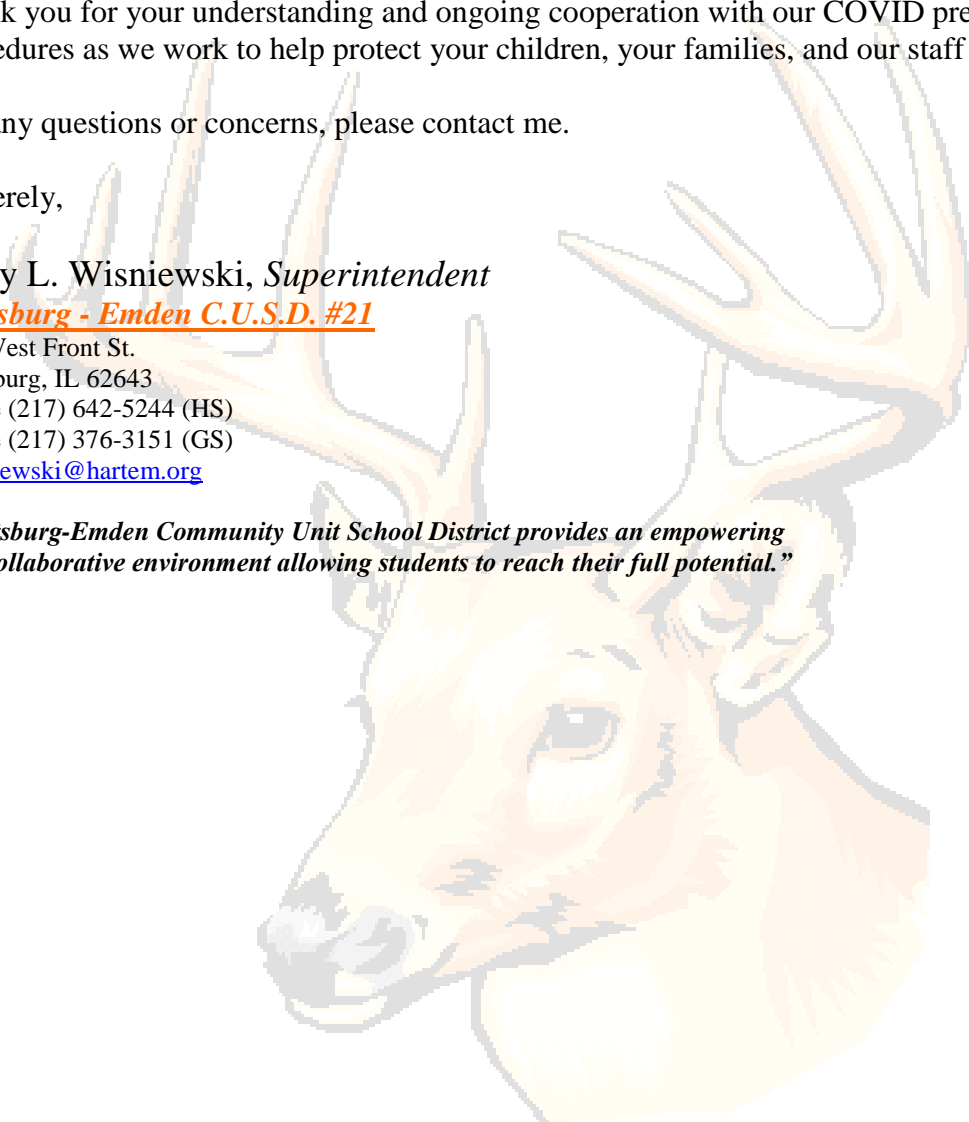 k you for your understanding and ongoing cooperation with our COVID pre
edures as we work to help protect your children, your families, and our staff
any questions or concerns, please contact me.
erely,
y L. Wisniewski, Superintendent
sburg - Emden C.U.S.D. #21
West Front St.
burg, IL 62643
(217) 642-5244 (HS)
(217) 376-3151 (GS)
ewski@hartem.org
sburg-Emden Community Unit School District provides an empowering
ollaborative environment allowing students to reach their full potential.”